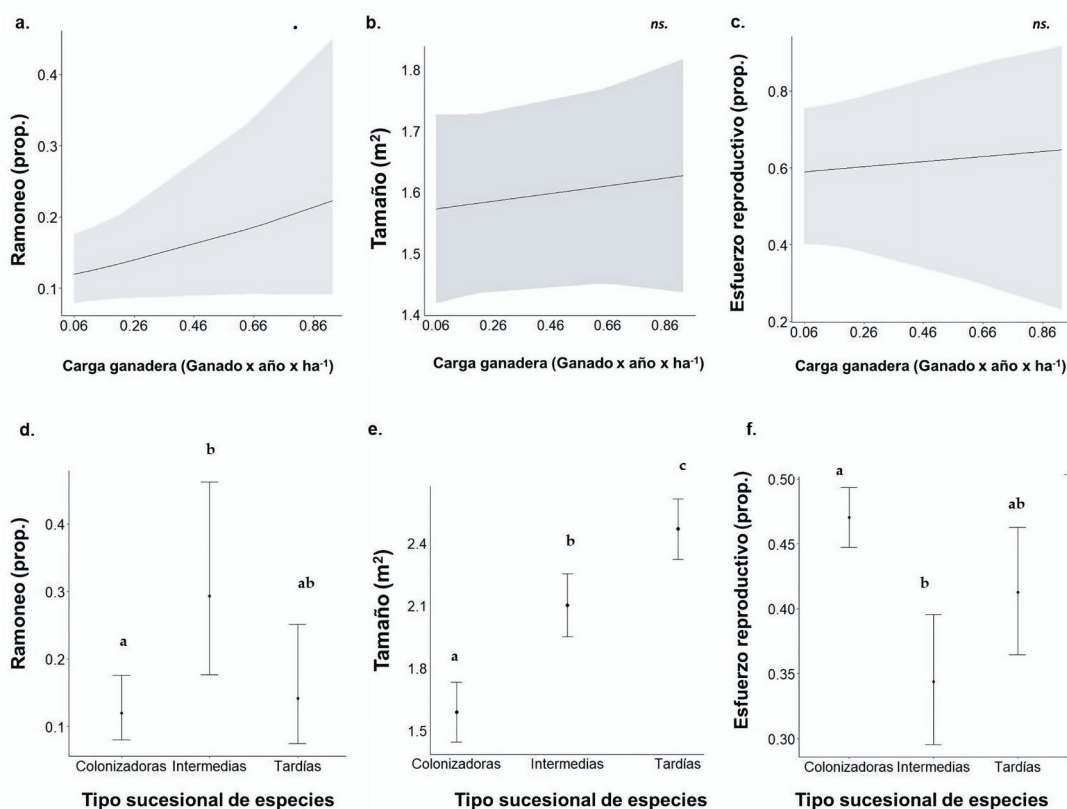 a.
.
Ramoneo (prop.)
0.4
0.3
0.2
0.1
0.06 0.26 0.46 0.66 0.86
Carga ganadera (Ganado x año x ha⁻¹)
b.
ns.
Tamaño (m²)
1.8
1.7
1.6
1.5
1.4
0.06 0.26 0.46 0.66 0.86
Carga ganadera (Ganado x año x ha⁻¹)
c.
ns.
Esfuerzo reproductivo (prop.)
0.8
0.6
0.4
0.2
0.06 0.26 0.46 0.66 0.86
Carga ganadera (Ganado x año x ha⁻¹)
d.
Ramoneo (prop.)
0.4
0.3
0.2
0.1
a
b
ab
Colonizadoras Intermedias Tardías
Tipo sucesional de especies
e.
Tamaño (m²)
2.4
2.1
1.8
1.5
a
b
c
Colonizadoras Intermedias Tardías
Tipo sucesional de especies
f.
Esfuerzo reproductivo (prop.)
0.50
0.45
0.40
0.35
0.30
a
b
ab
Colonizadoras Intermedias Tardías
Tipo sucesional de especies